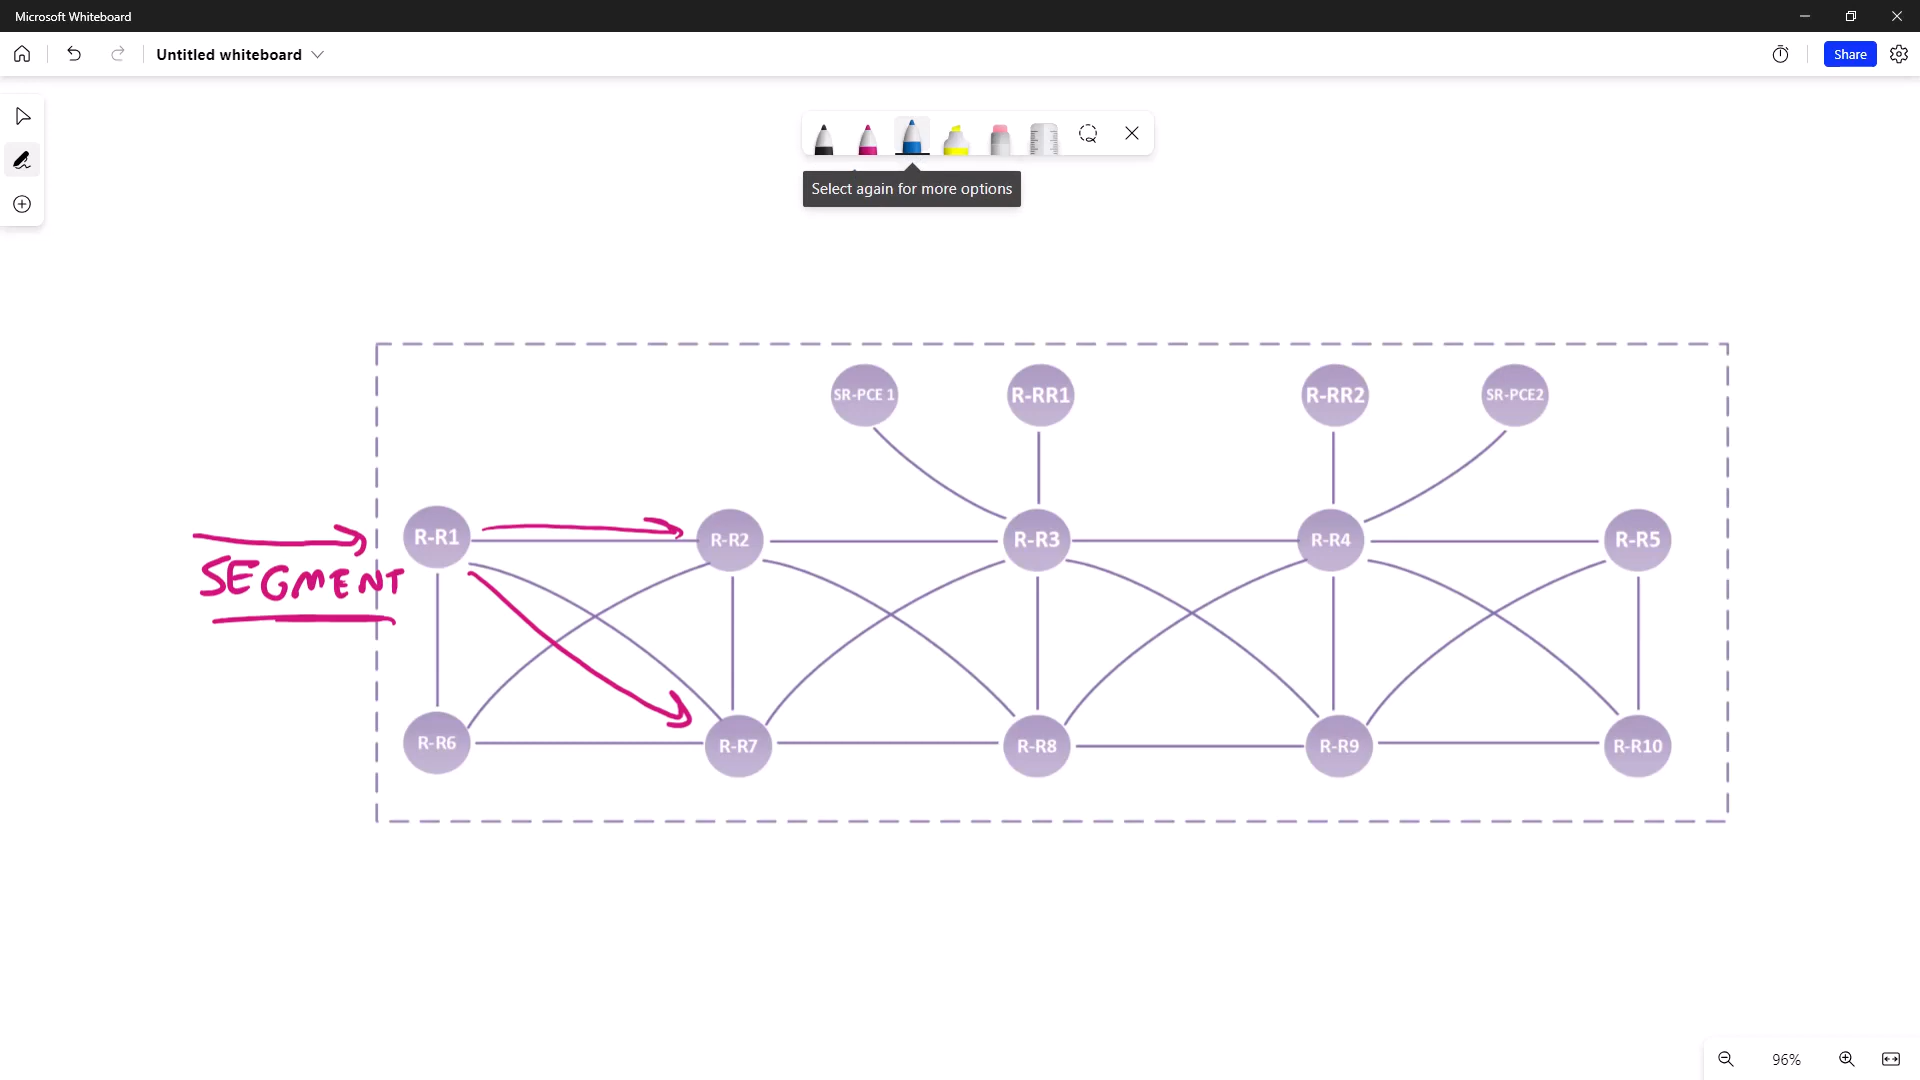 Microsoft Whiteboard
Untitled whiteboard
Share
Select again for more options
SR-PCE 1
R-RR1
R-RR2
SR-PCE2
R-R1
R-R2
R-R3
R-R4
R-R5
SEGMENT
R-R6
R-R7
R-R8
R-R9
R-R10
96%